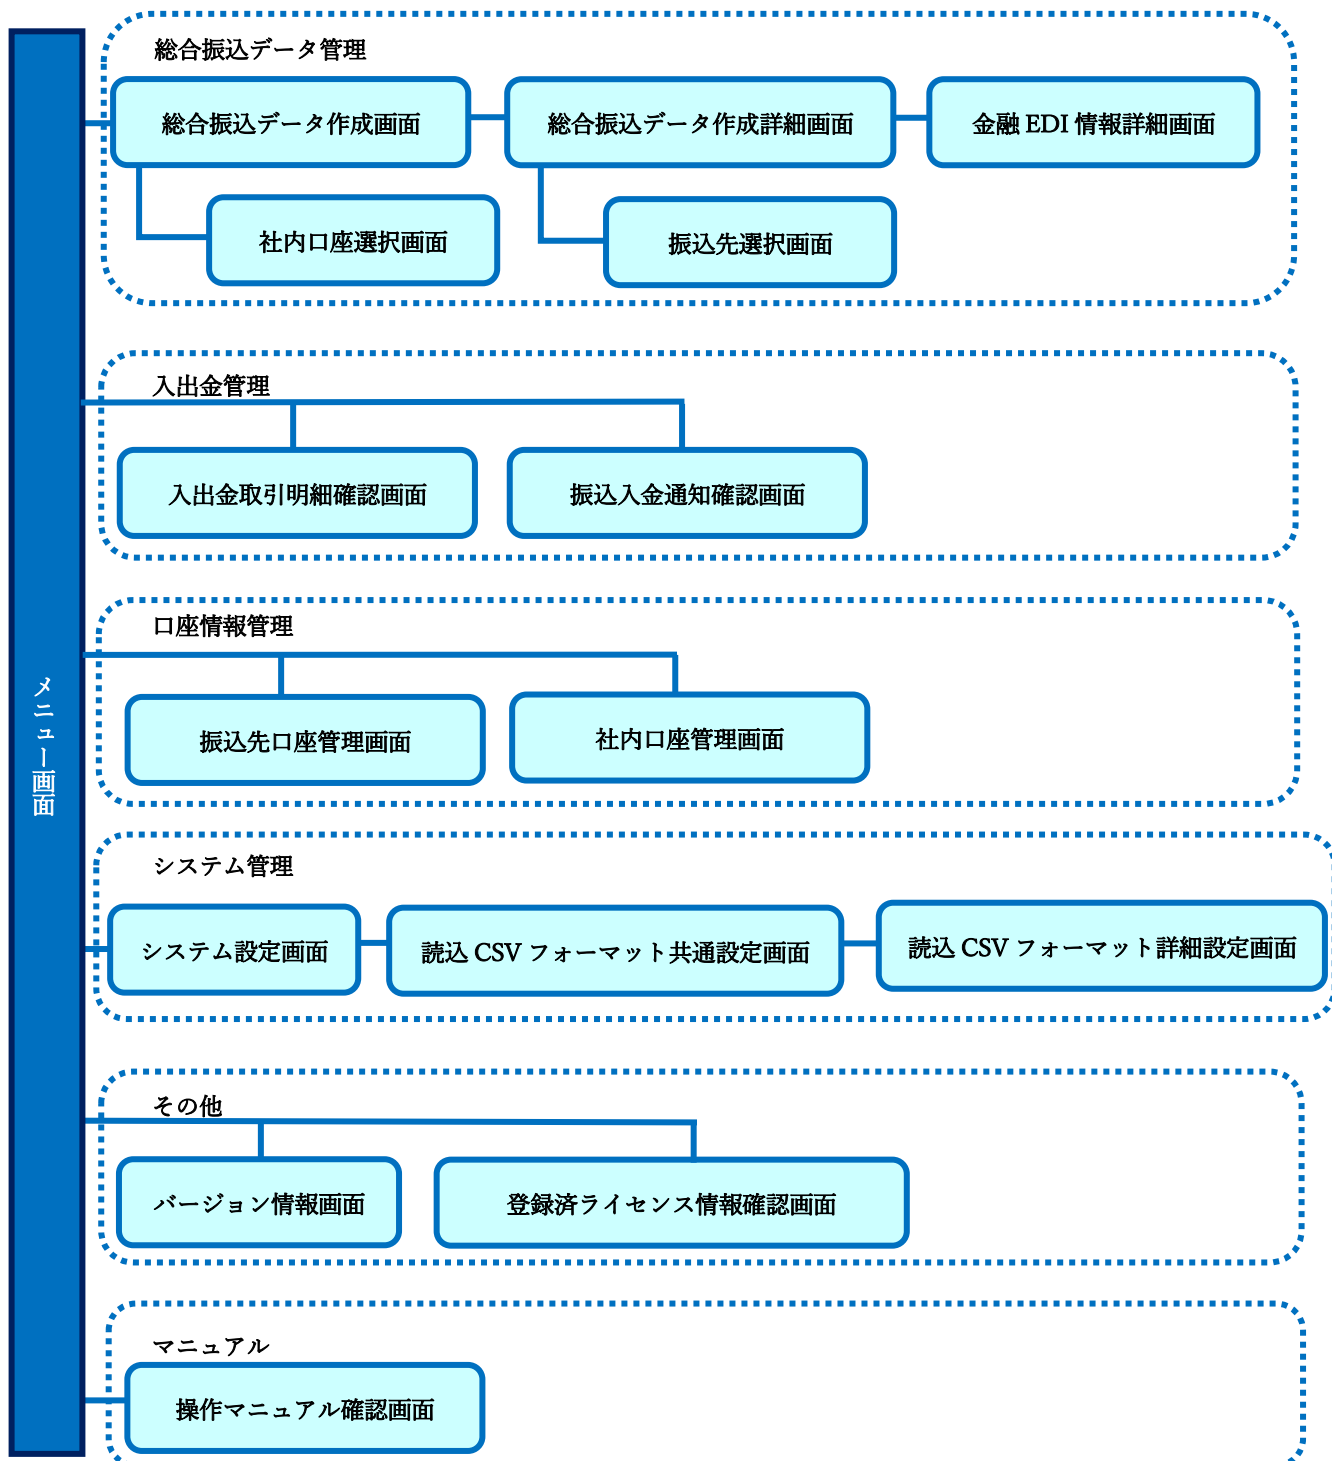 メニュー画面
総合振込データ管理
総合振込データ作成画面
総合振込データ作成詳細画面
金融 EDI 情報詳細画面
社内口座選択画面
振込先選択画面
入出金管理
入出金取引明細確認画面
振込入金通知確認画面
口座情報管理
振込先口座管理画面
社内口座管理画面
システム管理
システム設定画面
読込 CSV フォーマット共通設定画面
読込 CSV フォーマット詳細設定画面
その他
バージョン情報画面
登録済ライセンス情報確認画面
マニュアル
操作マニュアル確認画面